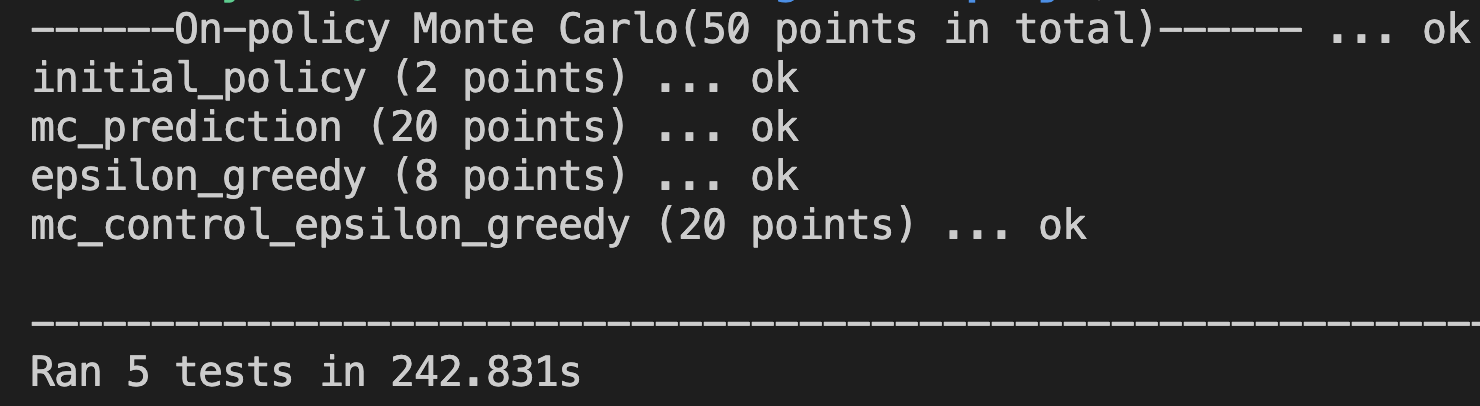 ------On-policy Monte Carlo(50 points in total)------ ... ok
initial_policy (2 points) ... ok
mc_prediction (20 points) ... ok
epsilon_greedy (8 points) ... ok
mc_control_epsilon_greedy (20 points) ... ok
----------------------------------------------------------------------
Ran 5 tests in 242.831s